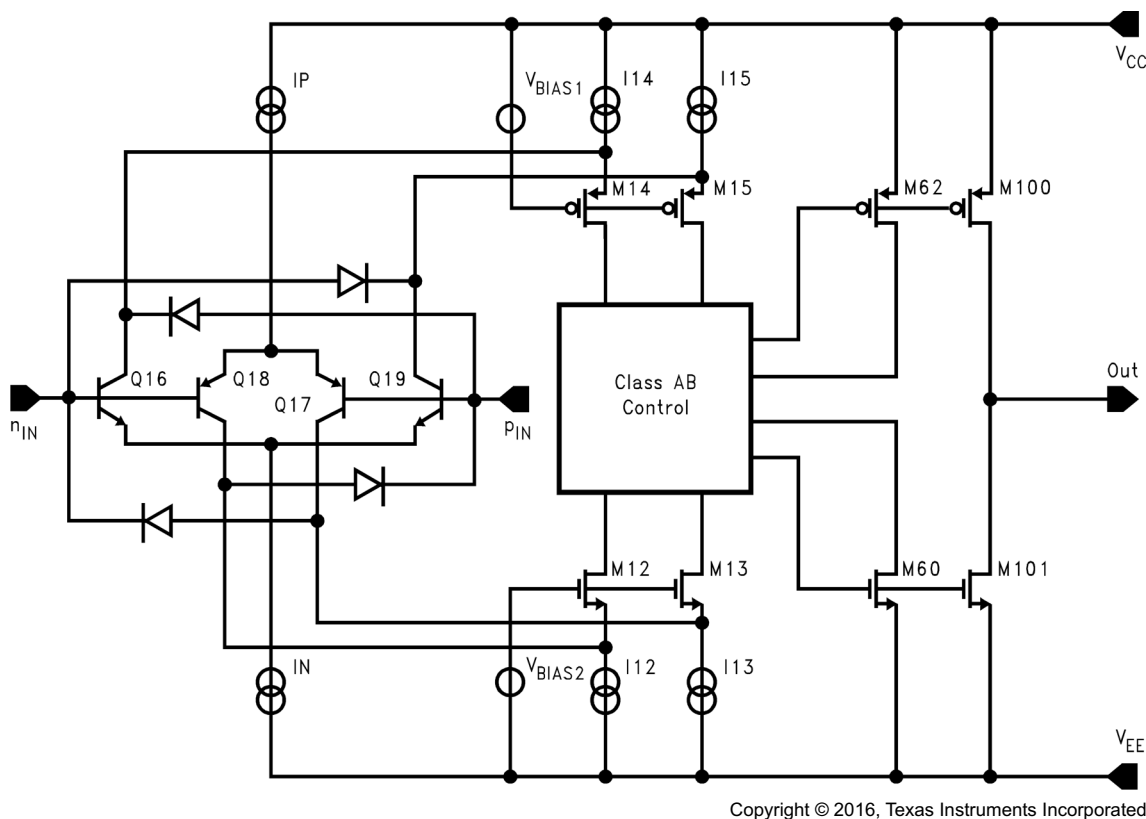 V_CC
IP
V_BIAS1
I14
I15
M14
M15
M62
M100
Q16
Q18
Q17
Q19
n_IN
p_IN
Class AB
Control
Out
M12
M13
M60
M101
IN
V_BIAS2
I12
I13
V_EE
Copyright © 2016, Texas Instruments Incorporated